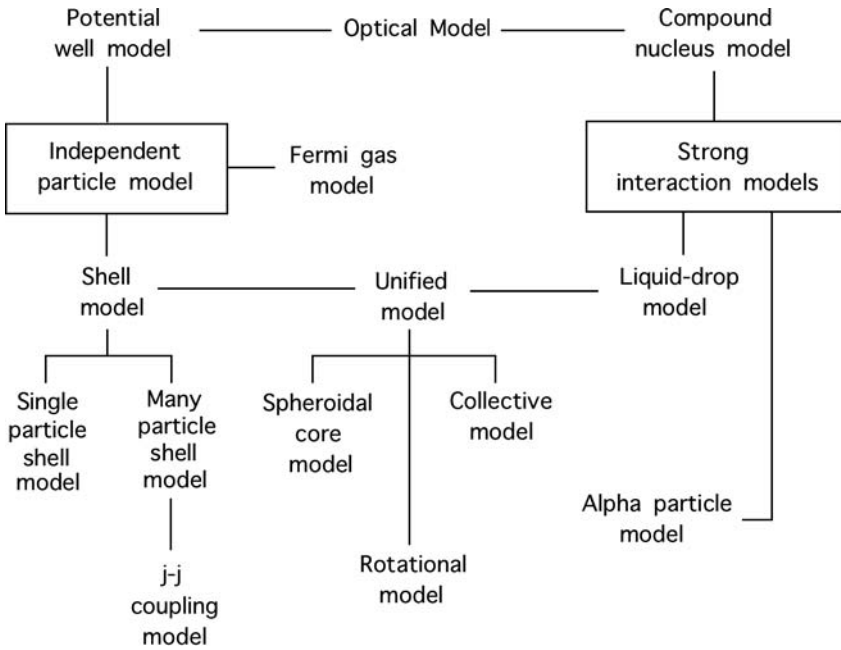 Potential
well model
Optical Model
Compound
nucleus model
Independent
particle model
Fermi gas
model
Strong
interaction models
Shell
model
Unified
model
Liquid-drop
model
Single
particle
shell
model
Many
particle
shell
model
Spheroidal
core
model
Collective
model
Alpha particle
model
j-j
coupling
model
Rotational
model